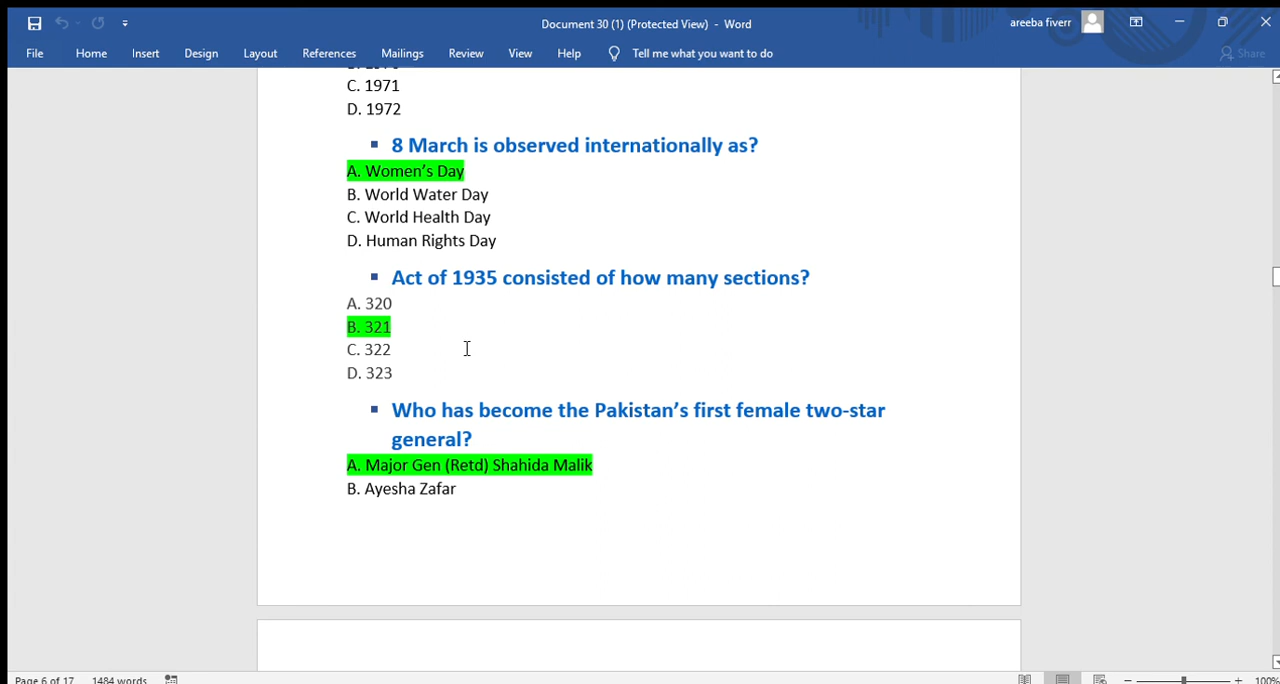 Document 30 (1) (Protected View) - Word
areeba fiverr
File Home Insert Design Layout References Mailings Review View Help Tell me what you want to do Share
C. 1971
D. 1972
▪ 8 March is observed internationally as?
A. Women’s Day
B. World Water Day
C. World Health Day
D. Human Rights Day
▪ Act of 1935 consisted of how many sections?
A. 320
B. 321
C. 322
D. 323
▪ Who has become the Pakistan’s first female two-star
general?
A. Major Gen (Retd) Shahida Malik
B. Ayesha Zafar
Page 6 of 17 1484 words 100%